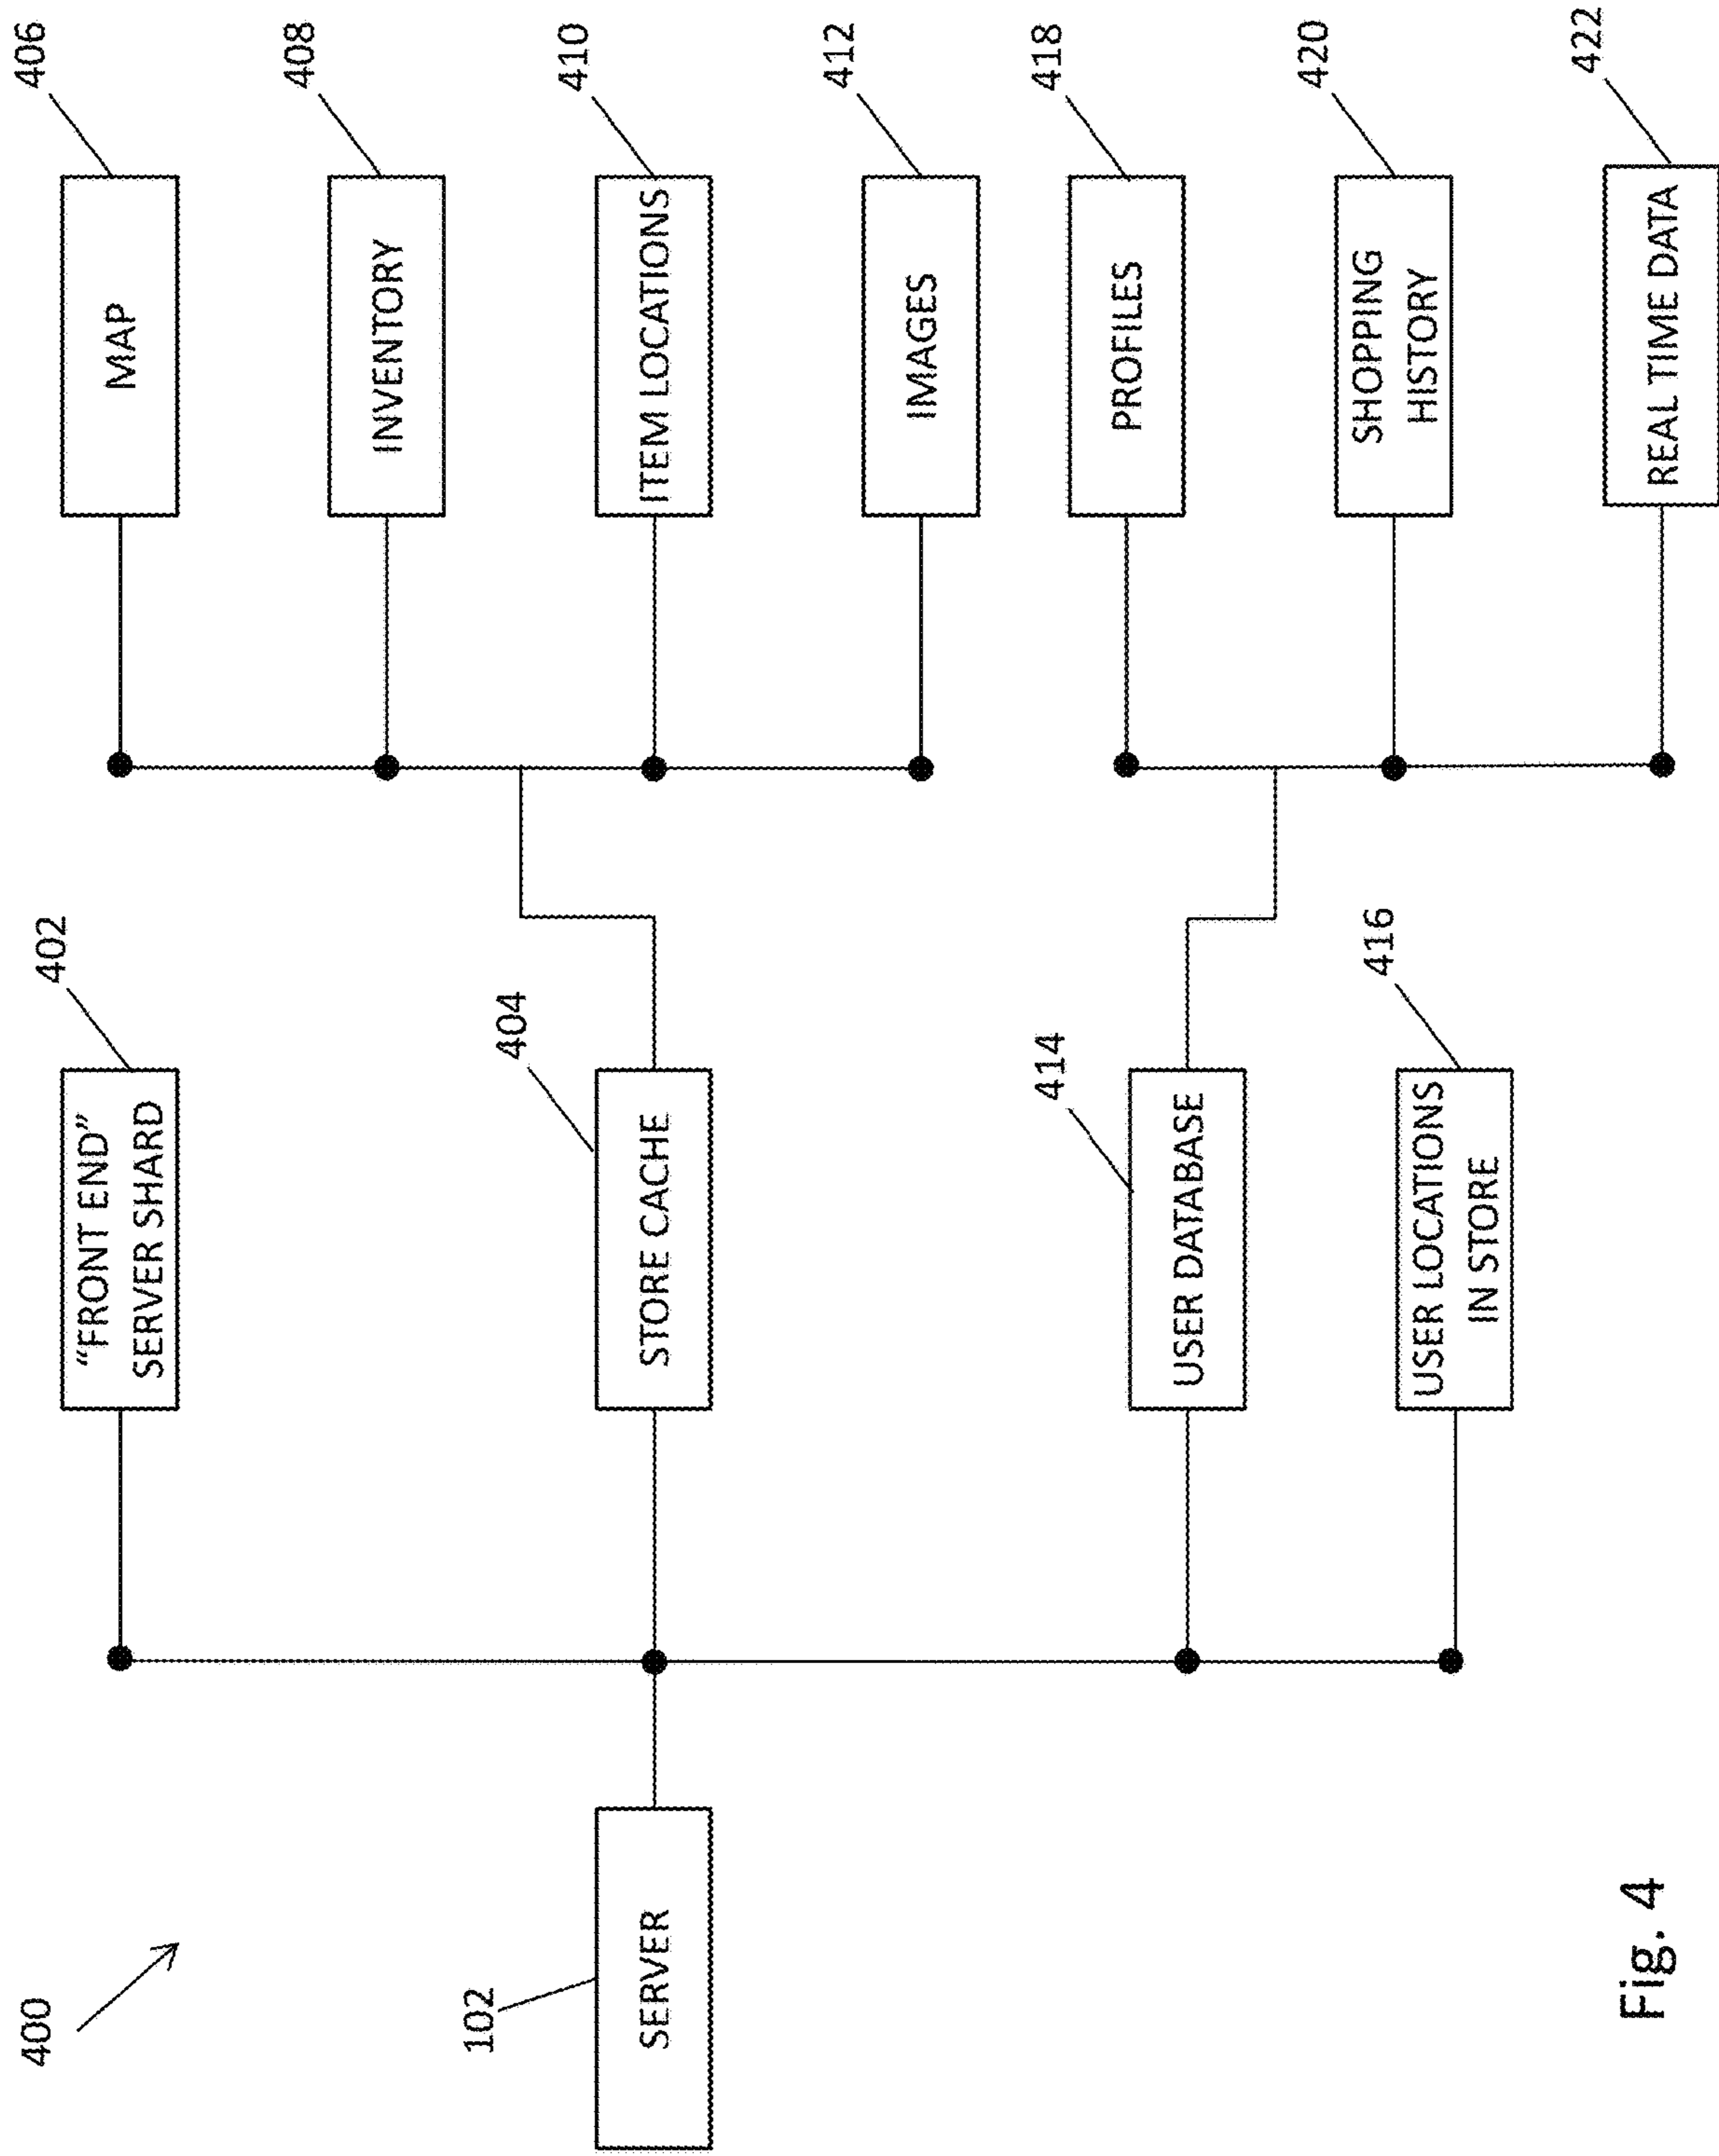 400
102
SERVER
402
"FRONT END"
SERVER SHARD
404
STORE CACHE
414
USER DATABASE
416
USER LOCATIONS
IN STORE
406
MAP
408
INVENTORY
410
ITEM LOCATIONS
412
IMAGES
418
PROFILES
420
SHOPPING
HISTORY
422
REAL TIME DATA
Fig. 4